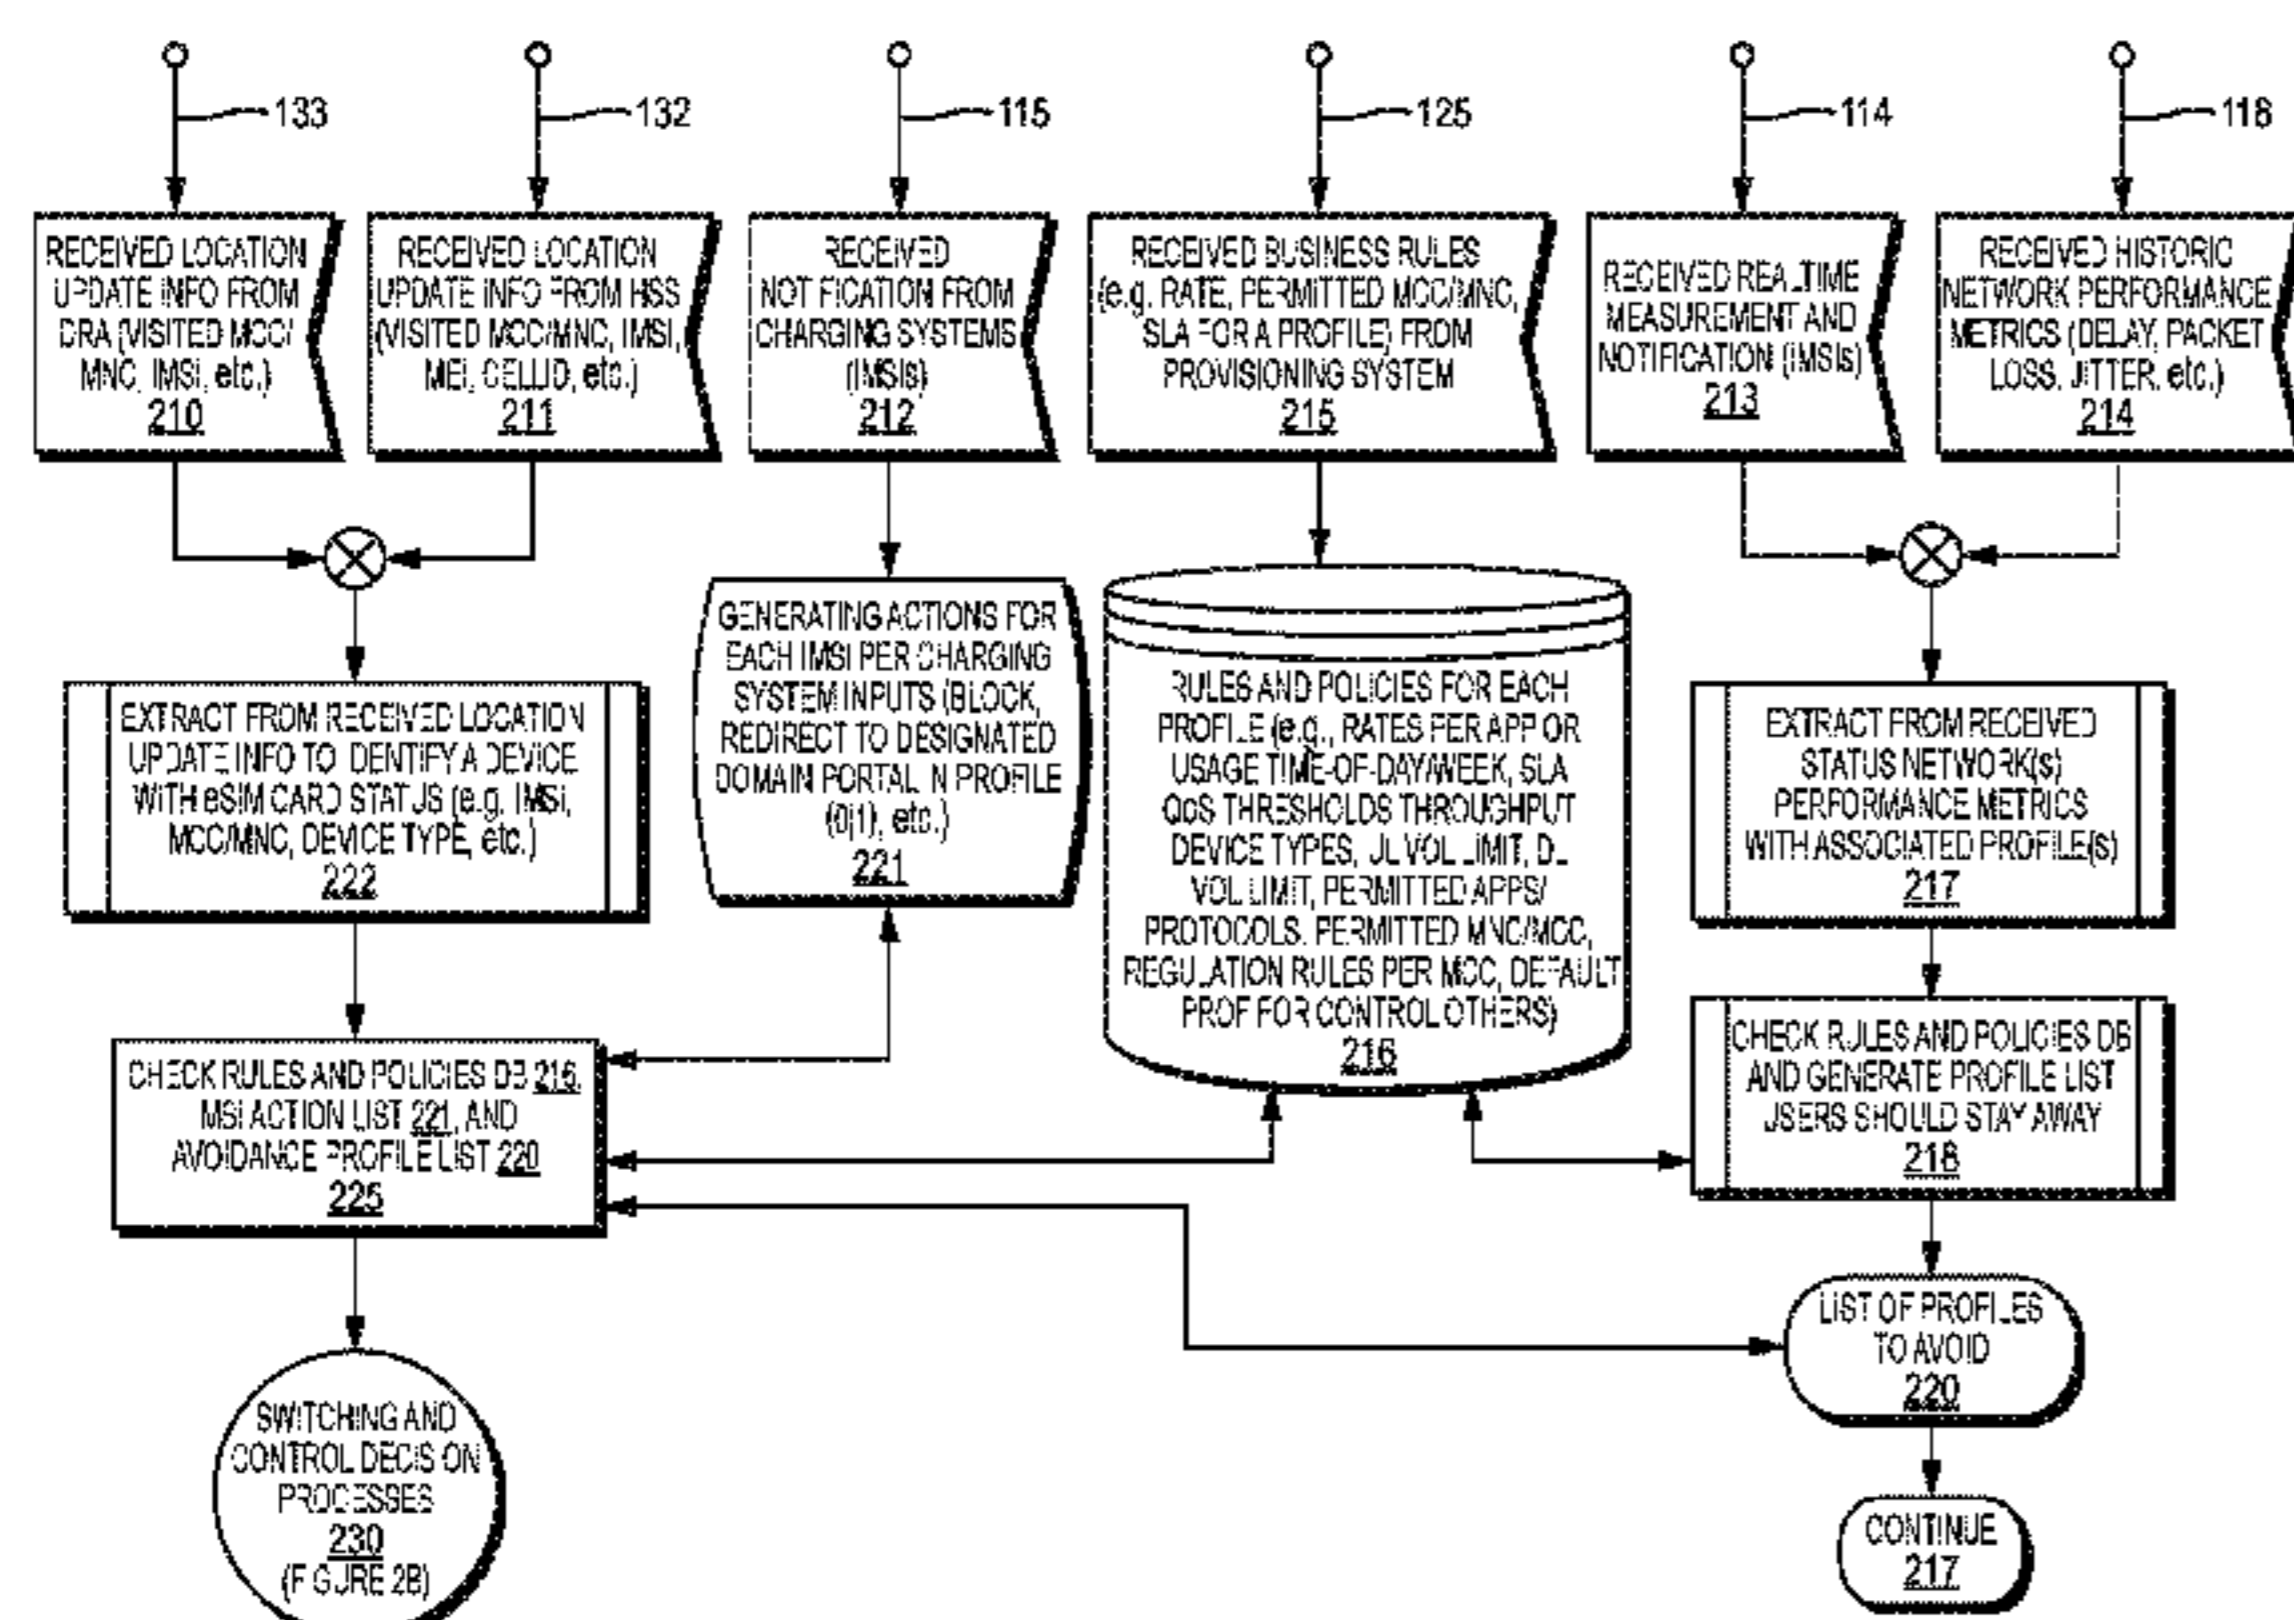 133
132
115
125
114
116
RECEIVED LOCATION
UPDATE INFO FROM
DRA (VISITED MCC/
MNC, IMSI, etc.)
210
RECEIVED LOCATION
UPDATE INFO FROM HSS
(VISITED MCC/MNC, IMSI,
MEI, CELLID, etc.)
211
RECEIVED
NOTIFICATION FROM
CHARGING SYSTEMS
(IMSIs)
212
RECEIVED BUSINESS RULES
(e.g. RATE, PERMITTED MCC/MNC,
SLA FOR A PROFILE) FROM
PROVISIONING SYSTEM
215
RECEIVED REALTIME
MEASUREMENT AND
NOTIFICATION (IMSIs)
213
RECEIVED HISTORIC
NETWORK PERFORMANCE
METRICS (DELAY, PACKET
LOSS, JITTER, etc.)
214
EXTRACT FROM RECEIVED LOCATION
UPDATE INFO TO IDENTIFY A DEVICE
WITH eSIM CARD STATUS (e.g. IMSI,
MCC/MNC, DEVICE TYPE, etc.)
222
GENERATING ACTIONS FOR
EACH IMSI PER CHARGING
SYSTEM INPUTS (BLOCK,
REDIRECT TO DESIGNATED
DOMAIN PORTAL IN PROFILE
(0|1), etc.)
221
RULES AND POLICIES FOR EACH
PROFILE (e.g., RATES PER APP OR
USAGE TIME-OF-DAY/WEEK, SLA
QoS THRESHOLDS THROUGHPUT
DEVICE TYPES, UL VOL LIMIT, DL
VOL LIMIT, PERMITTED APPS/
PROTOCOLS. PERMITTED MNC/MCC,
REGULATION RULES PER MCC, DEFAULT
PROF FOR CONTROL OTHERS)
216
EXTRACT FROM RECEIVED
STATUS NETWORK(s)
PERFORMANCE METRICS
WITH ASSOCIATED PROFILE(s)
217
CHECK RULES AND POLICIES DB 216,
MSI ACTION LIST 221, AND
AVOIDANCE PROFILE LIST 220
225
CHECK RULES AND POLICIES DB
AND GENERATE PROFILE LIST
USERS SHOULD STAY AWAY
218
LIST OF PROFILES
TO AVOID
220
SWITCHING AND
CONTROL DECISION
PROCESSES
230
(FIGURE 2B)
CONTINUE
217